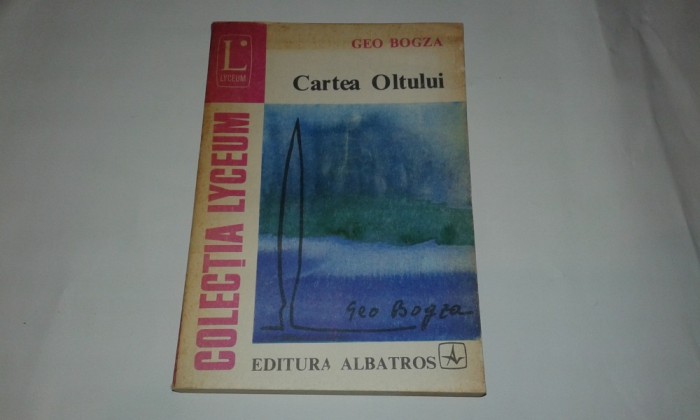 L
LYCEUM
GEO BOGZA
Cartea Oltului
COLECȚIA LYCEUM
Geo Bogza
EDITURA ALBATROS